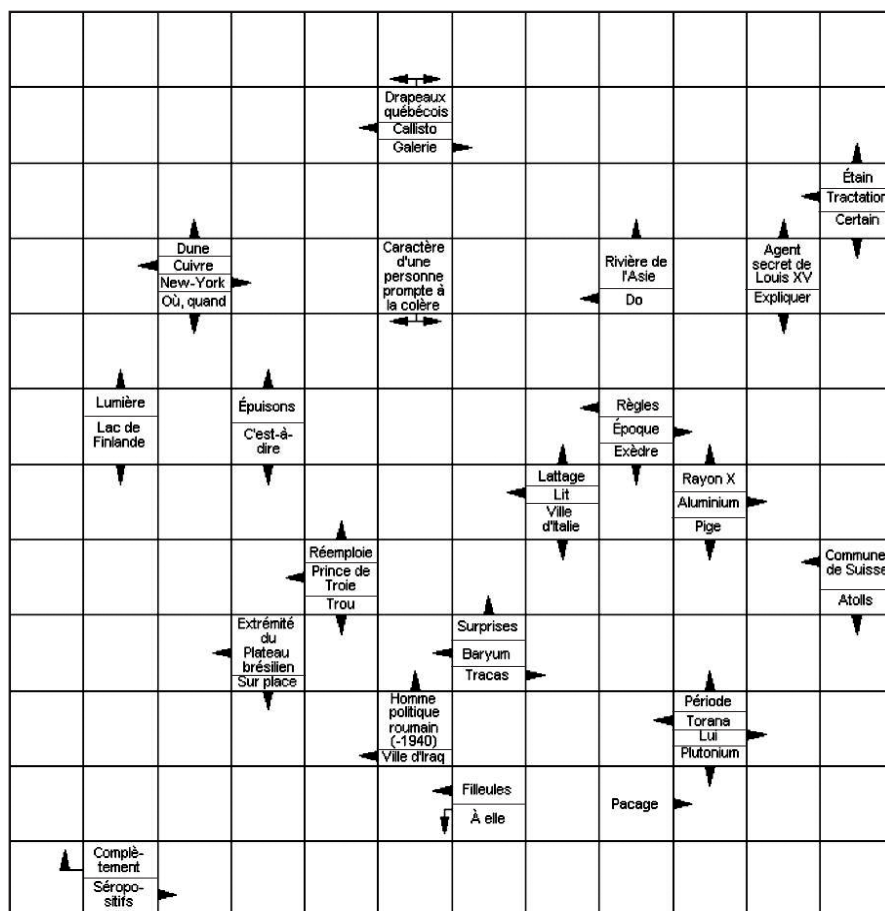 Drapeaux
québécois
Callisto
Galerie
Étain
Tractation
Certain
Dune
Cuivre
New-York
Où, quand
Caractère
d'une
personne
prompte à
la colère
Rivière de
l'Asie
Do
Agent
secret de
Louis XV
Expliquer
Lumière
Lac de
Finlande
Épuisons
C'est-à-
dire
Règles
Époque
Exèdre
Lattage
Lit
Ville
d'Italie
Rayon X
Aluminium
Pige
Réemploie
Prince de
Troie
Trou
Commune
de Suisse
Atolls
Extrémité
du
Plateau
brésilien
Sur place
Surprises
Baryum
Tracas
Homme
politique
roumain
(-1940)
Ville d'Iraq
Période
Torana
Lui
Plutonium
Filleules
À elle
Pacage
Complè-
tement
Séropo-
sitifs